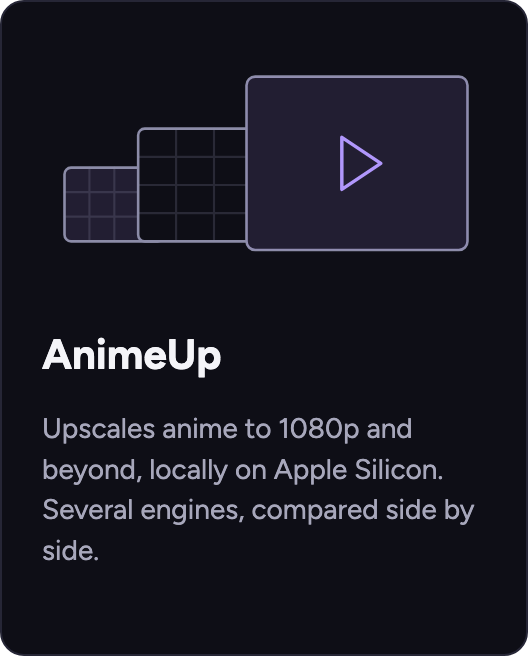 AnimeUp
Upscales anime to 1080p and
beyond, locally on Apple Silicon.
Several engines, compared side by
side.